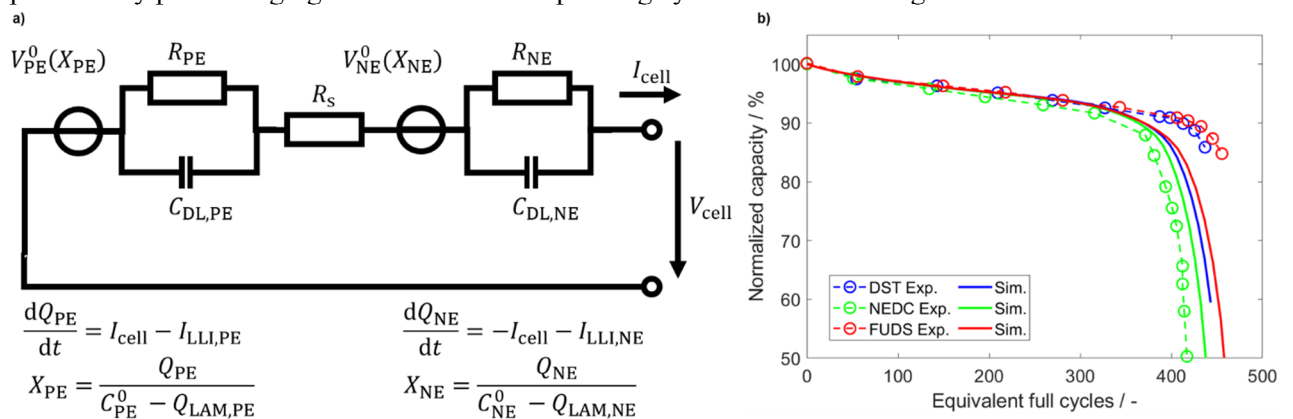 a)
V⁰PE(XPE)
RPE
Rs
V⁰NE(XNE)
RNE
Icell
CDL,PE
CDL,NE
Vcell
dQPE/dt = Icell − ILLI,PE
dQNE/dt = −Icell − ILLI,NE
XPE = QPE/(C⁰PE − QLAM,PE)
XNE = QNE/(C⁰NE − QLAM,NE)
b)
Normalized capacity / %
100
90
80
70
60
50
DST Exp. Sim.
NEDC Exp. Sim.
FUDS Exp. Sim.
0 100 200 300 400 500
Equivalent full cycles / -